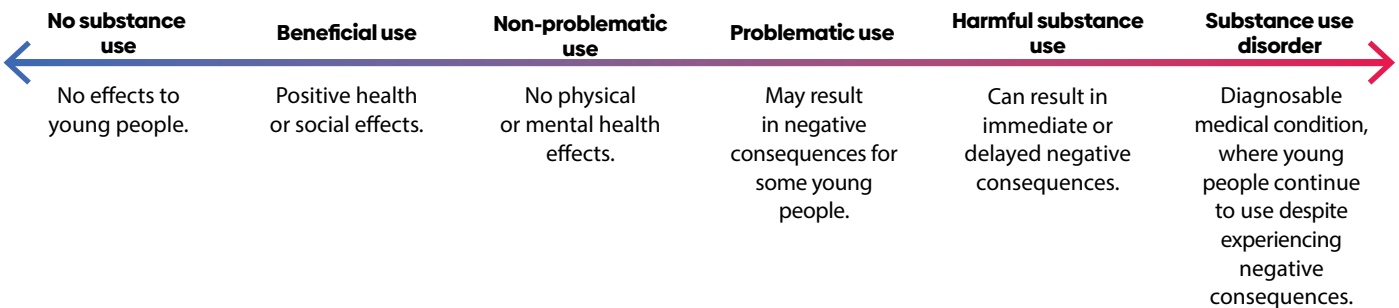 No substance
use
No effects to
young people.
Beneficial use
Positive health
or social effects.
Non-problematic
use
No physical
or mental health
effects.
Problematic use
May result
in negative
consequences for
some young
people.
Harmful substance
use
Can result in
immediate or
delayed negative
consequences.
Substance use
disorder
Diagnosable
medical condition,
where young
people continue
to use despite
experiencing
negative
consequences.